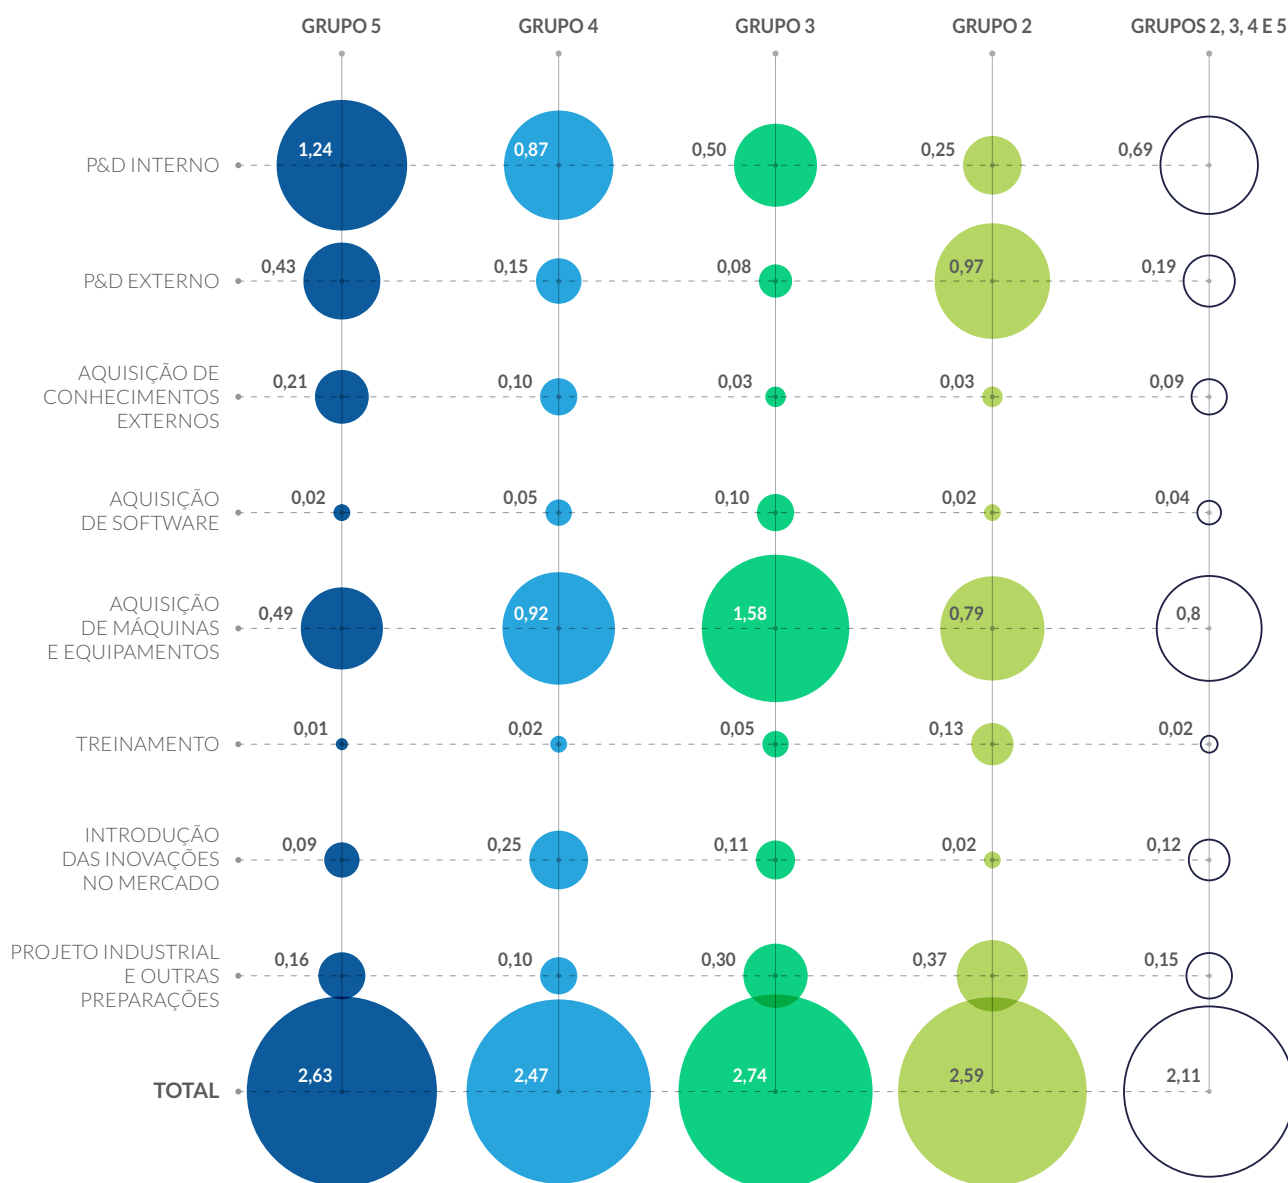 GRUPO 5 GRUPO 4 GRUPO 3 GRUPO 2 GRUPOS 2, 3, 4 E 5
P&D INTERNO 1,24 0,87 0,50 0,25 0,69
P&D EXTERNO 0,43 0,15 0,08 0,97 0,19
AQUISIÇÃO DE
CONHECIMENTOS
EXTERNOS
0,21 0,10 0,03 0,03 0,09
AQUISIÇÃO
DE SOFTWARE
0,02 0,05 0,10 0,02 0,04
AQUISIÇÃO
DE MÁQUINAS
E EQUIPAMENTOS
0,49 0,92 1,58 0,79 0,8
TREINAMENTO 0,01 0,02 0,05 0,13 0,02
INTRODUÇÃO
DAS INOVAÇÕES
NO MERCADO
0,09 0,25 0,11 0,02 0,12
PROJETO INDUSTRIAL
E OUTRAS
PREPARAÇÕES
0,16 0,10 0,30 0,37 0,15
TOTAL 2,63 2,47 2,74 2,59 2,11